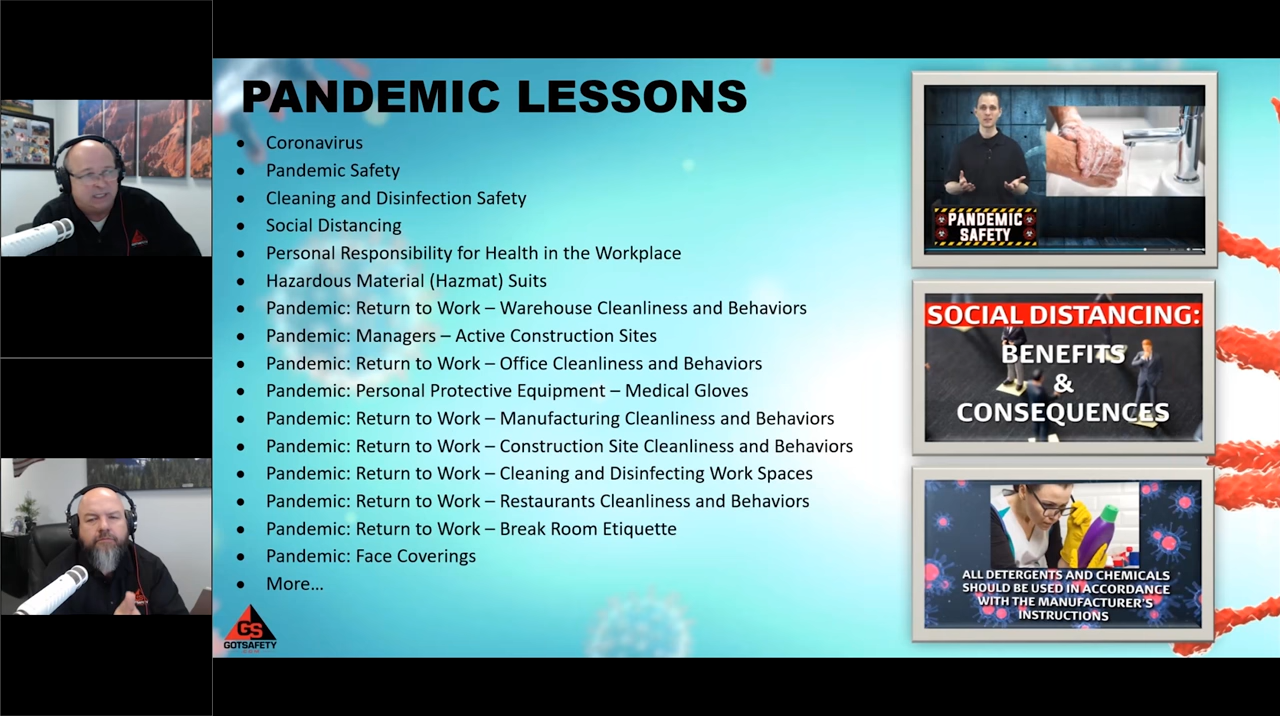 PANDEMIC LESSONS
• Coronavirus
• Pandemic Safety
• Cleaning and Disinfection Safety
• Social Distancing
• Personal Responsibility for Health in the Workplace
• Hazardous Material (Hazmat) Suits
• Pandemic: Return to Work – Warehouse Cleanliness and Behaviors
• Pandemic: Managers – Active Construction Sites
• Pandemic: Return to Work – Office Cleanliness and Behaviors
• Pandemic: Personal Protective Equipment – Medical Gloves
• Pandemic: Return to Work – Manufacturing Cleanliness and Behaviors
• Pandemic: Return to Work – Construction Site Cleanliness and Behaviors
• Pandemic: Return to Work – Cleaning and Disinfecting Work Spaces
• Pandemic: Return to Work – Restaurants Cleanliness and Behaviors
• Pandemic: Return to Work – Break Room Etiquette
• Pandemic: Face Coverings
• More…
GS
GOTSAFETY
PANDEMIC
SAFETY
SOCIAL DISTANCING:
BENEFITS
&
CONSEQUENCES
ALL DETERGENTS AND CHEMICALS
SHOULD BE USED IN ACCORDANCE
WITH THE MANUFACTURER'S
INSTRUCTIONS